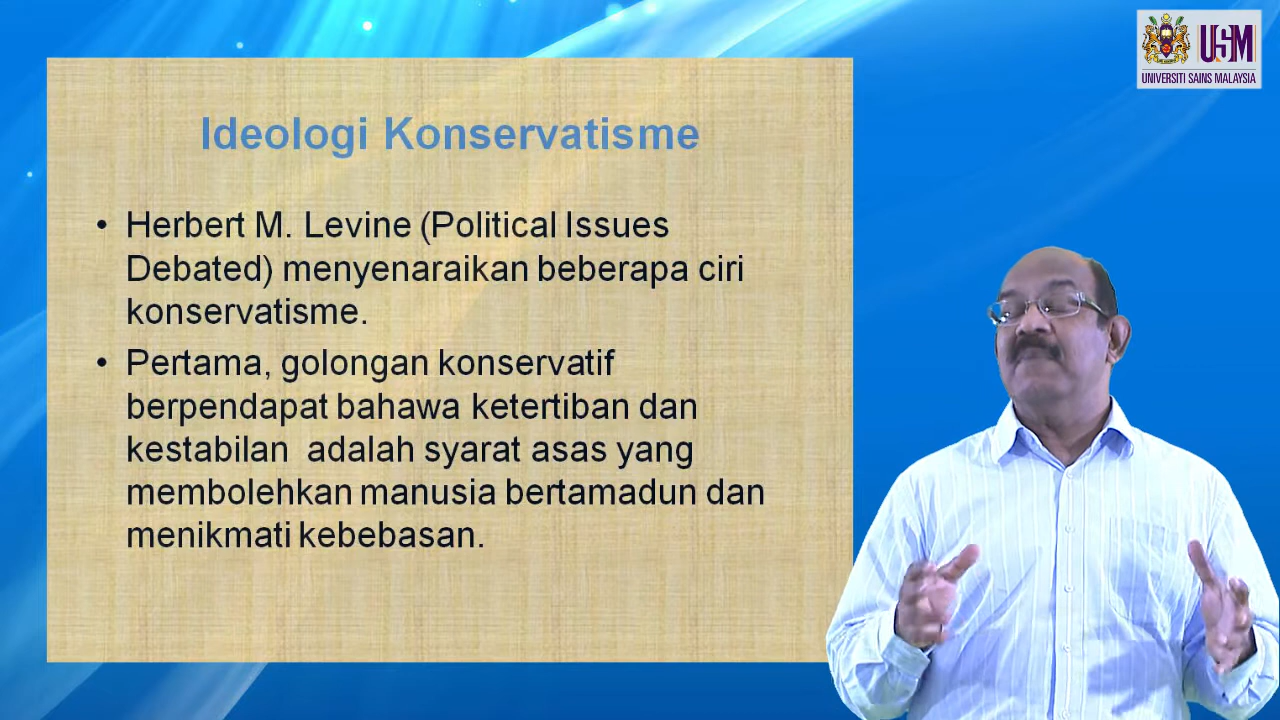 USM
UNIVERSITI SAINS MALAYSIA
Ideologi Konservatisme
• Herbert M. Levine (Political Issues
Debated) menyenaraikan beberapa ciri
konservatisme.
• Pertama, golongan konservatif
berpendapat bahawa ketertiban dan
kestabilan  adalah syarat asas yang
membolehkan manusia bertamadun dan
menikmati kebebasan.